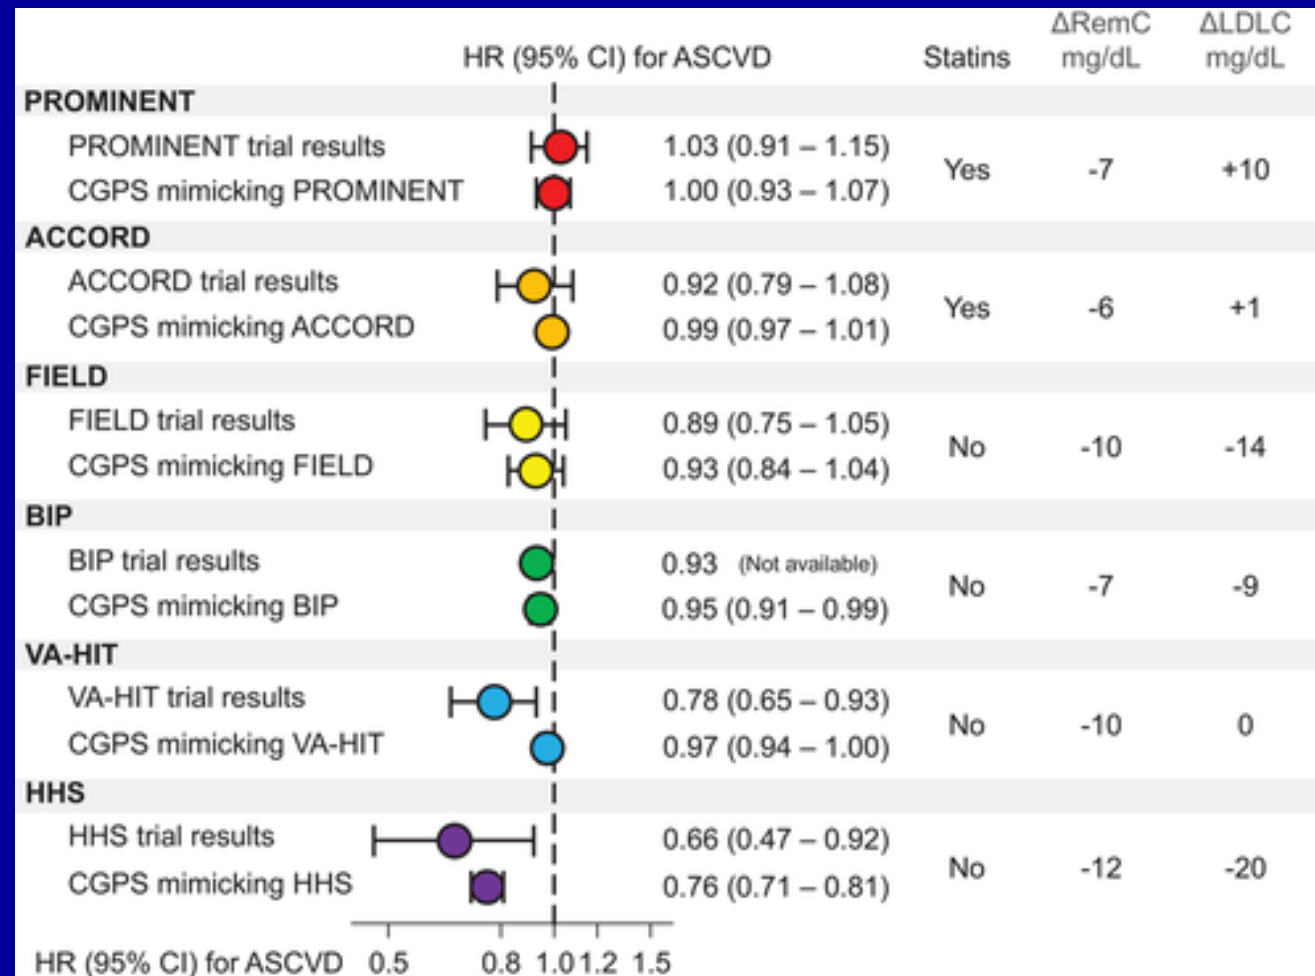 HR (95% CI) for ASCVD Statins ΔRemC mg/dL ΔLDLC mg/dL
PROMINENT
PROMINENT trial results 1.03 (0.91 – 1.15)
CGPS mimicking PROMINENT 1.00 (0.93 – 1.07)
Yes -7 +10
ACCORD
ACCORD trial results 0.92 (0.79 – 1.08)
CGPS mimicking ACCORD 0.99 (0.97 – 1.01)
Yes -6 +1
FIELD
FIELD trial results 0.89 (0.75 – 1.05)
CGPS mimicking FIELD 0.93 (0.84 – 1.04)
No -10 -14
BIP
BIP trial results 0.93 (Not available)
CGPS mimicking BIP 0.95 (0.91 – 0.99)
No -7 -9
VA-HIT
VA-HIT trial results 0.78 (0.65 – 0.93)
CGPS mimicking VA-HIT 0.97 (0.94 – 1.00)
No -10 0
HHS
HHS trial results 0.66 (0.47 – 0.92)
CGPS mimicking HHS 0.76 (0.71 – 0.81)
No -12 -20
HR (95% CI) for ASCVD 0.5 0.8 1.0 1.2 1.5